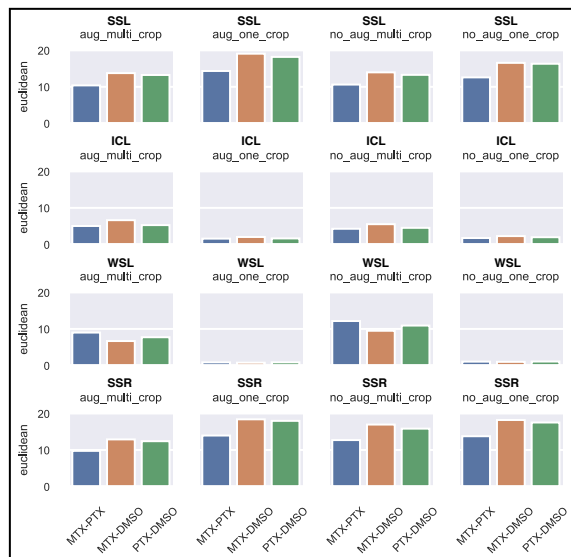 SSL SSL SSL SSL
aug_multi_crop aug_one_crop no_aug_multi_crop no_aug_one_crop
20
10
0
euclidean
ICL ICL ICL ICL
aug_multi_crop aug_one_crop no_aug_multi_crop no_aug_one_crop
20
10
0
euclidean
WSL WSL WSL WSL
aug_multi_crop aug_one_crop no_aug_multi_crop no_aug_one_crop
20
10
0
euclidean
SSR SSR SSR SSR
aug_multi_crop aug_one_crop no_aug_multi_crop no_aug_one_crop
20
10
0
euclidean
MTX-PTX MTX-DMSO PTX-DMSO MTX-PTX MTX-DMSO PTX-DMSO MTX-PTX MTX-DMSO PTX-DMSO MTX-PTX MTX-DMSO PTX-DMSO